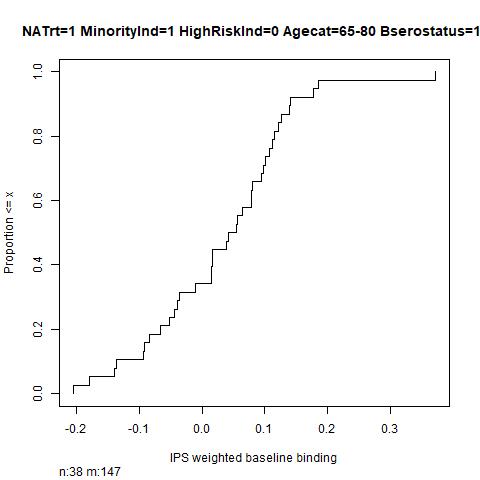 NATrt=1 MinorityInd=1 HighRiskInd=0 Agecat=65-80 Bserostatus=1
Proportion <= x
1.0
0.8
0.6
0.4
0.2
0.0
-0.2 -0.1 0.0 0.1 0.2 0.3
IPS weighted baseline binding
n:38 m:147